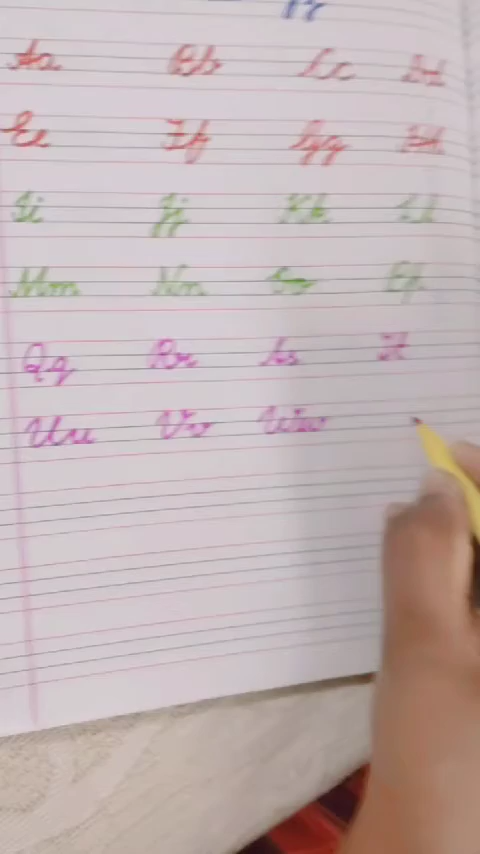 Aa Bb Cc Dd
Ee Ff Gg Hh
Ii Jj Kk Ll
Mm Nn Oo Pp
Qq Rr Ss Tt
Uu Vv Ww